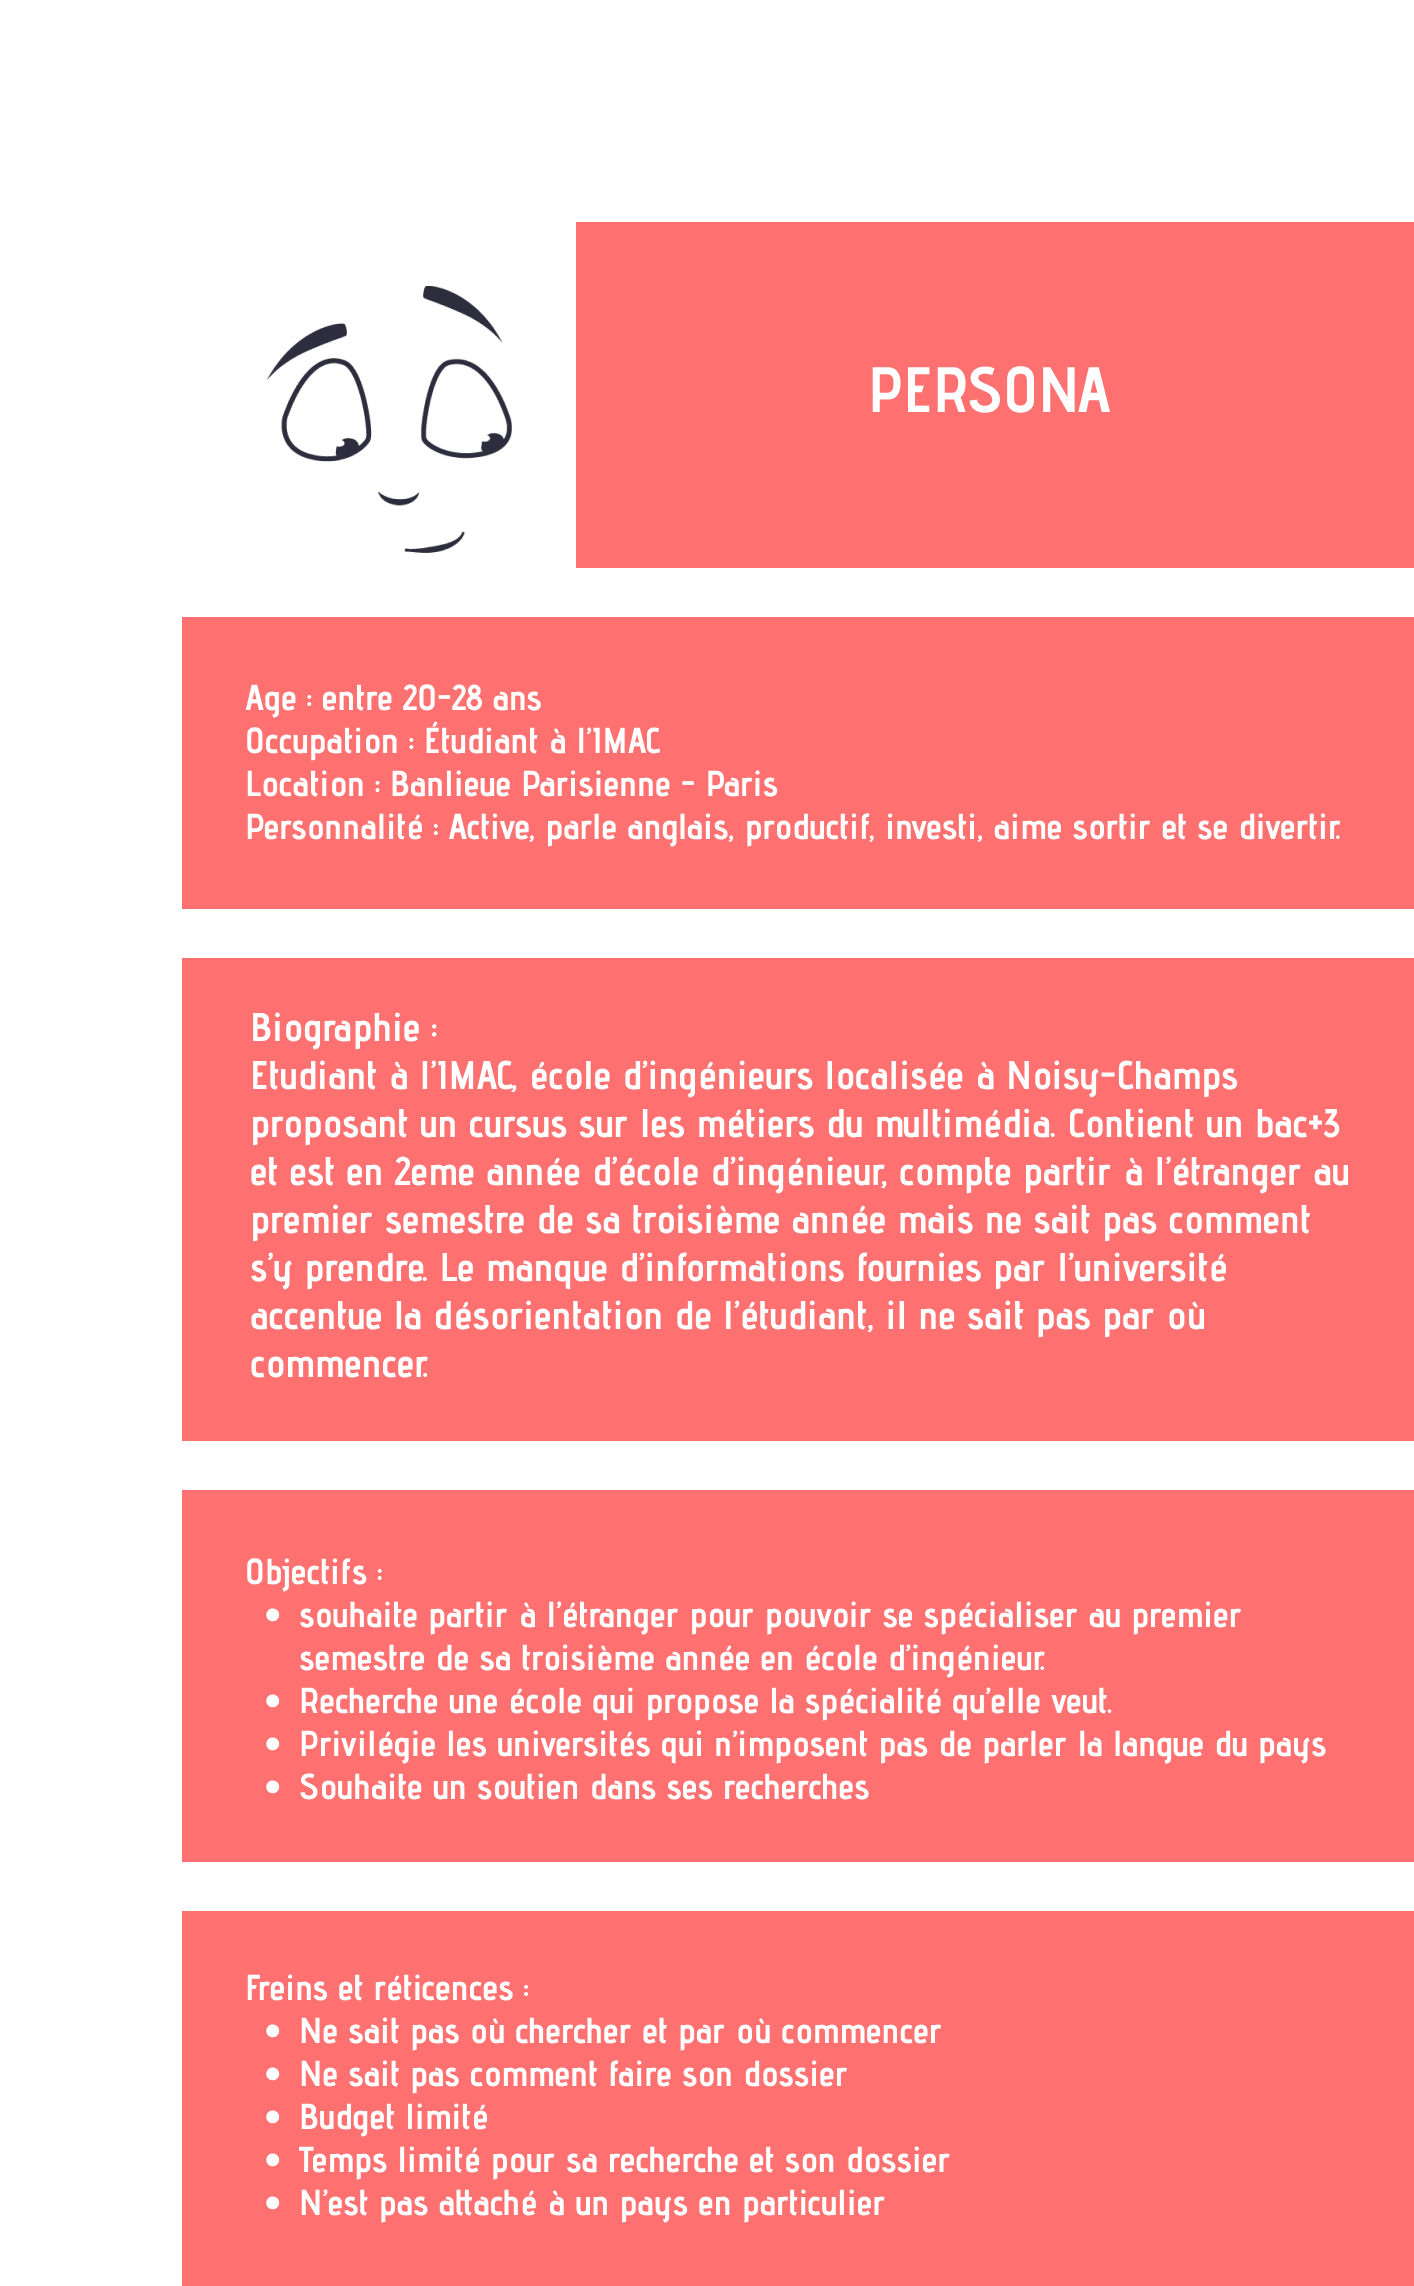 PERSONA
Age : entre 20-28 ans
Occupation : Étudiant à l'IMAC
Location : Banlieue Parisienne - Paris
Personnalité : Active, parle anglais, productif, investi, aime sortir et se divertir.
Biographie :
Etudiant à l'IMAC, école d'ingénieurs localisée à Noisy-Champs
proposant un cursus sur les métiers du multimédia. Contient un bac+3
et est en 2eme année d'école d'ingénieur, compte partir à l'étranger au
premier semestre de sa troisième année mais ne sait pas comment
s'y prendre. Le manque d'informations fournies par l'université
accentue la désorientation de l'étudiant, il ne sait pas par où
commencer.
Objectifs :
• souhaite partir à l'étranger pour pouvoir se spécialiser au premier
semestre de sa troisième année en école d'ingénieur.
• Recherche une école qui propose la spécialité qu'elle veut.
• Privilégie les universités qui n'imposent pas de parler la langue du pays
• Souhaite un soutien dans ses recherches
Freins et réticences :
• Ne sait pas où chercher et par où commencer
• Ne sait pas comment faire son dossier
• Budget limité
• Temps limité pour sa recherche et son dossier
• N'est pas attaché à un pays en particulier